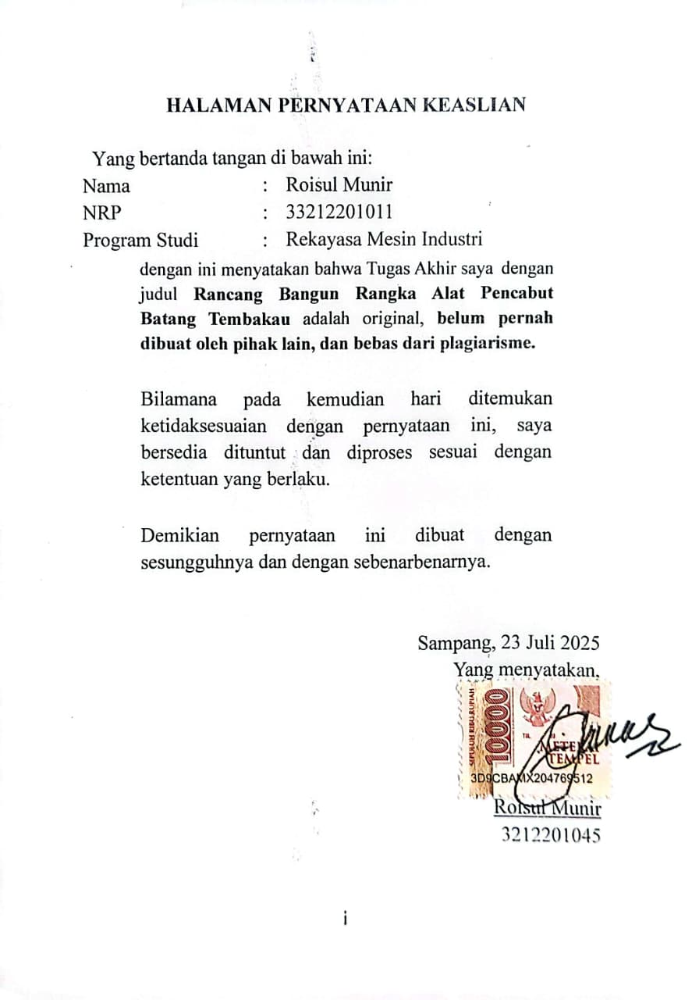 HALAMAN PERNYATAAN KEASLIAN
Yang bertanda tangan di bawah ini:
Nama : Roisul Munir
NRP : 33212201011
Program Studi : Rekayasa Mesin Industri
dengan ini menyatakan bahwa Tugas Akhir saya dengan
judul Rancang Bangun Rangka Alat Pencabut
Batang Tembakau adalah original, belum pernah
dibuat oleh pihak lain, dan bebas dari plagiarisme.
Bilamana pada kemudian hari ditemukan
ketidaksesuaian dengan pernyataan ini, saya
bersedia dituntut dan diproses sesuai dengan
ketentuan yang berlaku.
Demikian pernyataan ini dibuat dengan
sesungguhnya dan dengan sebenarbenarnya.
Sampang, 23 Juli 2025
Yang menyatakan,
SEPULUH RIBU RUPIAH
10000
METERAI
TEMPEL
3D9CBAMX204769512
Roisul Munir
3212201045
i